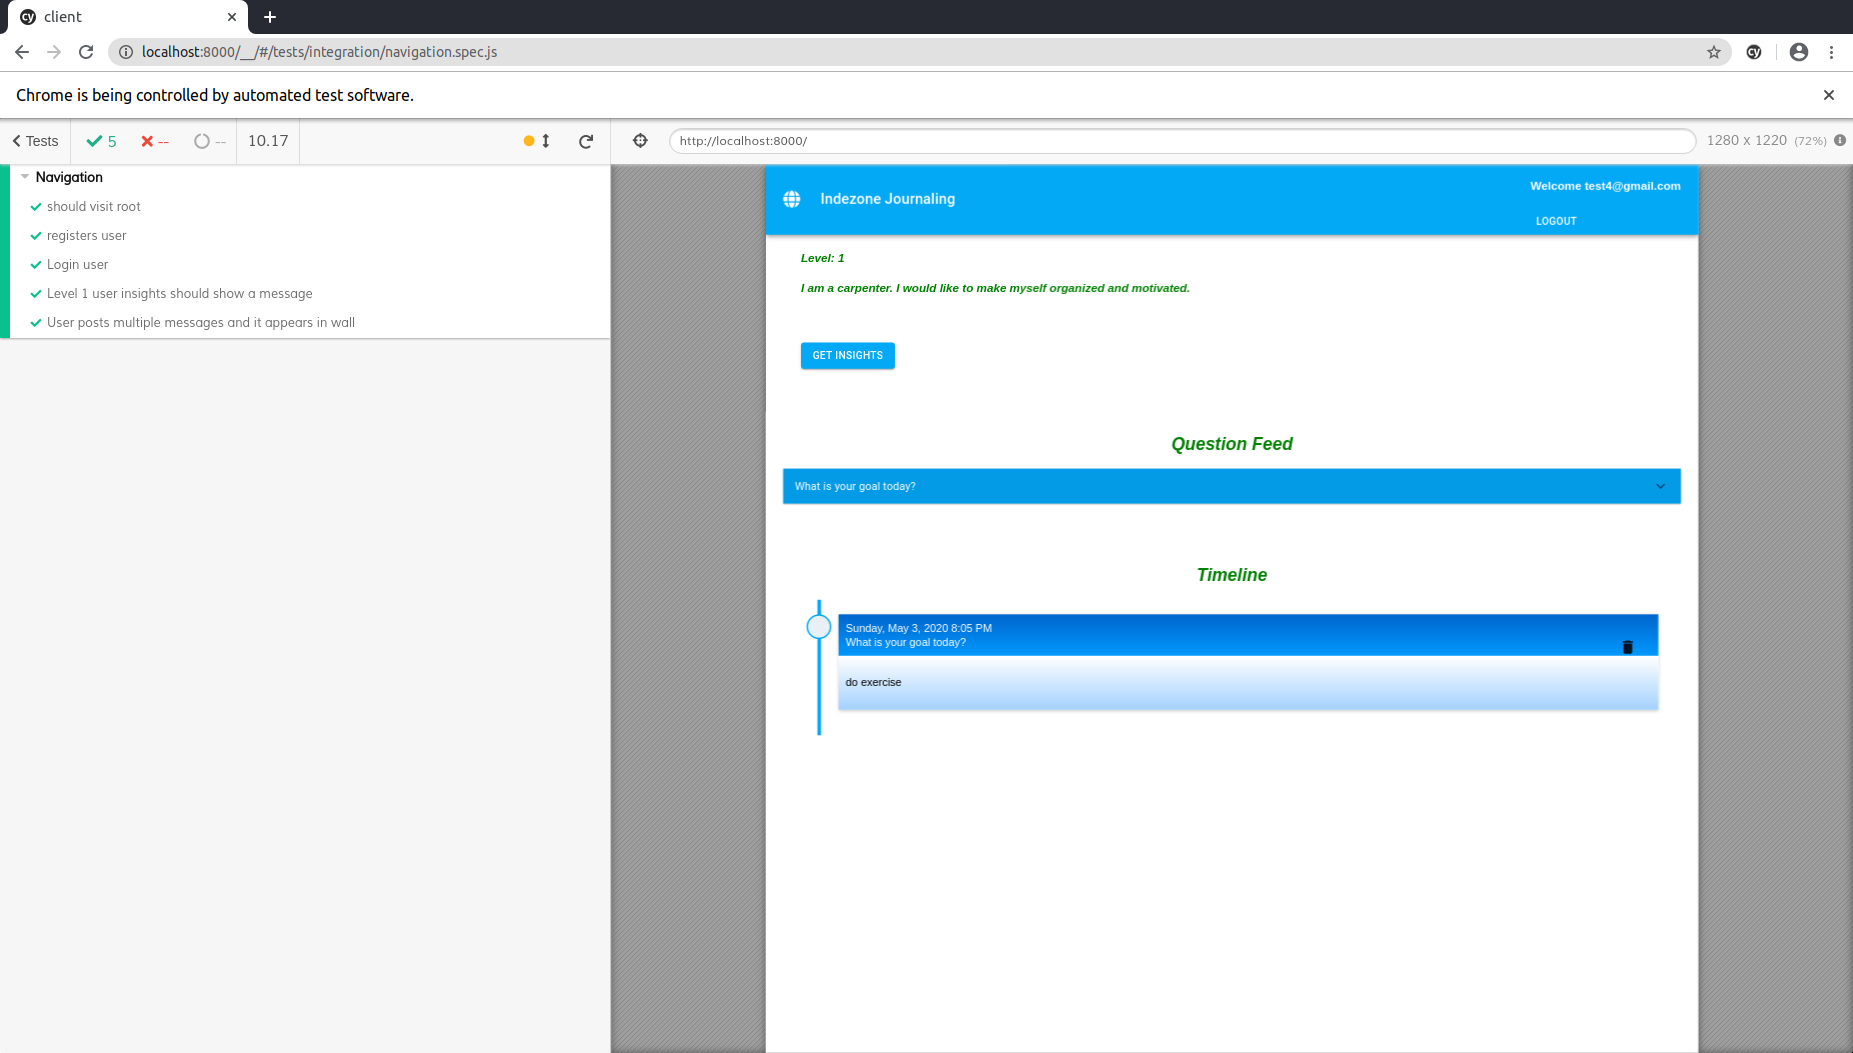 client
localhost:8000/__/#/tests/integration/navigation.spec.js
Chrome is being controlled by automated test software.
Tests 5 -- -- 10.17 http://localhost:8000/ 1280 x 1220 (72%)
Navigation
should visit root
registers user
Login user
Level 1 user insights should show a message
User posts multiple messages and it appears in wall
Indezone Journaling
Welcome test4@gmail.com
LOGOUT
Level: 1
I am a carpenter. I would like to make myself organized and motivated.
GET INSIGHTS
Question Feed
What is your goal today?
Timeline
Sunday, May 3, 2020 8:05 PM
What is your goal today?
do exercise